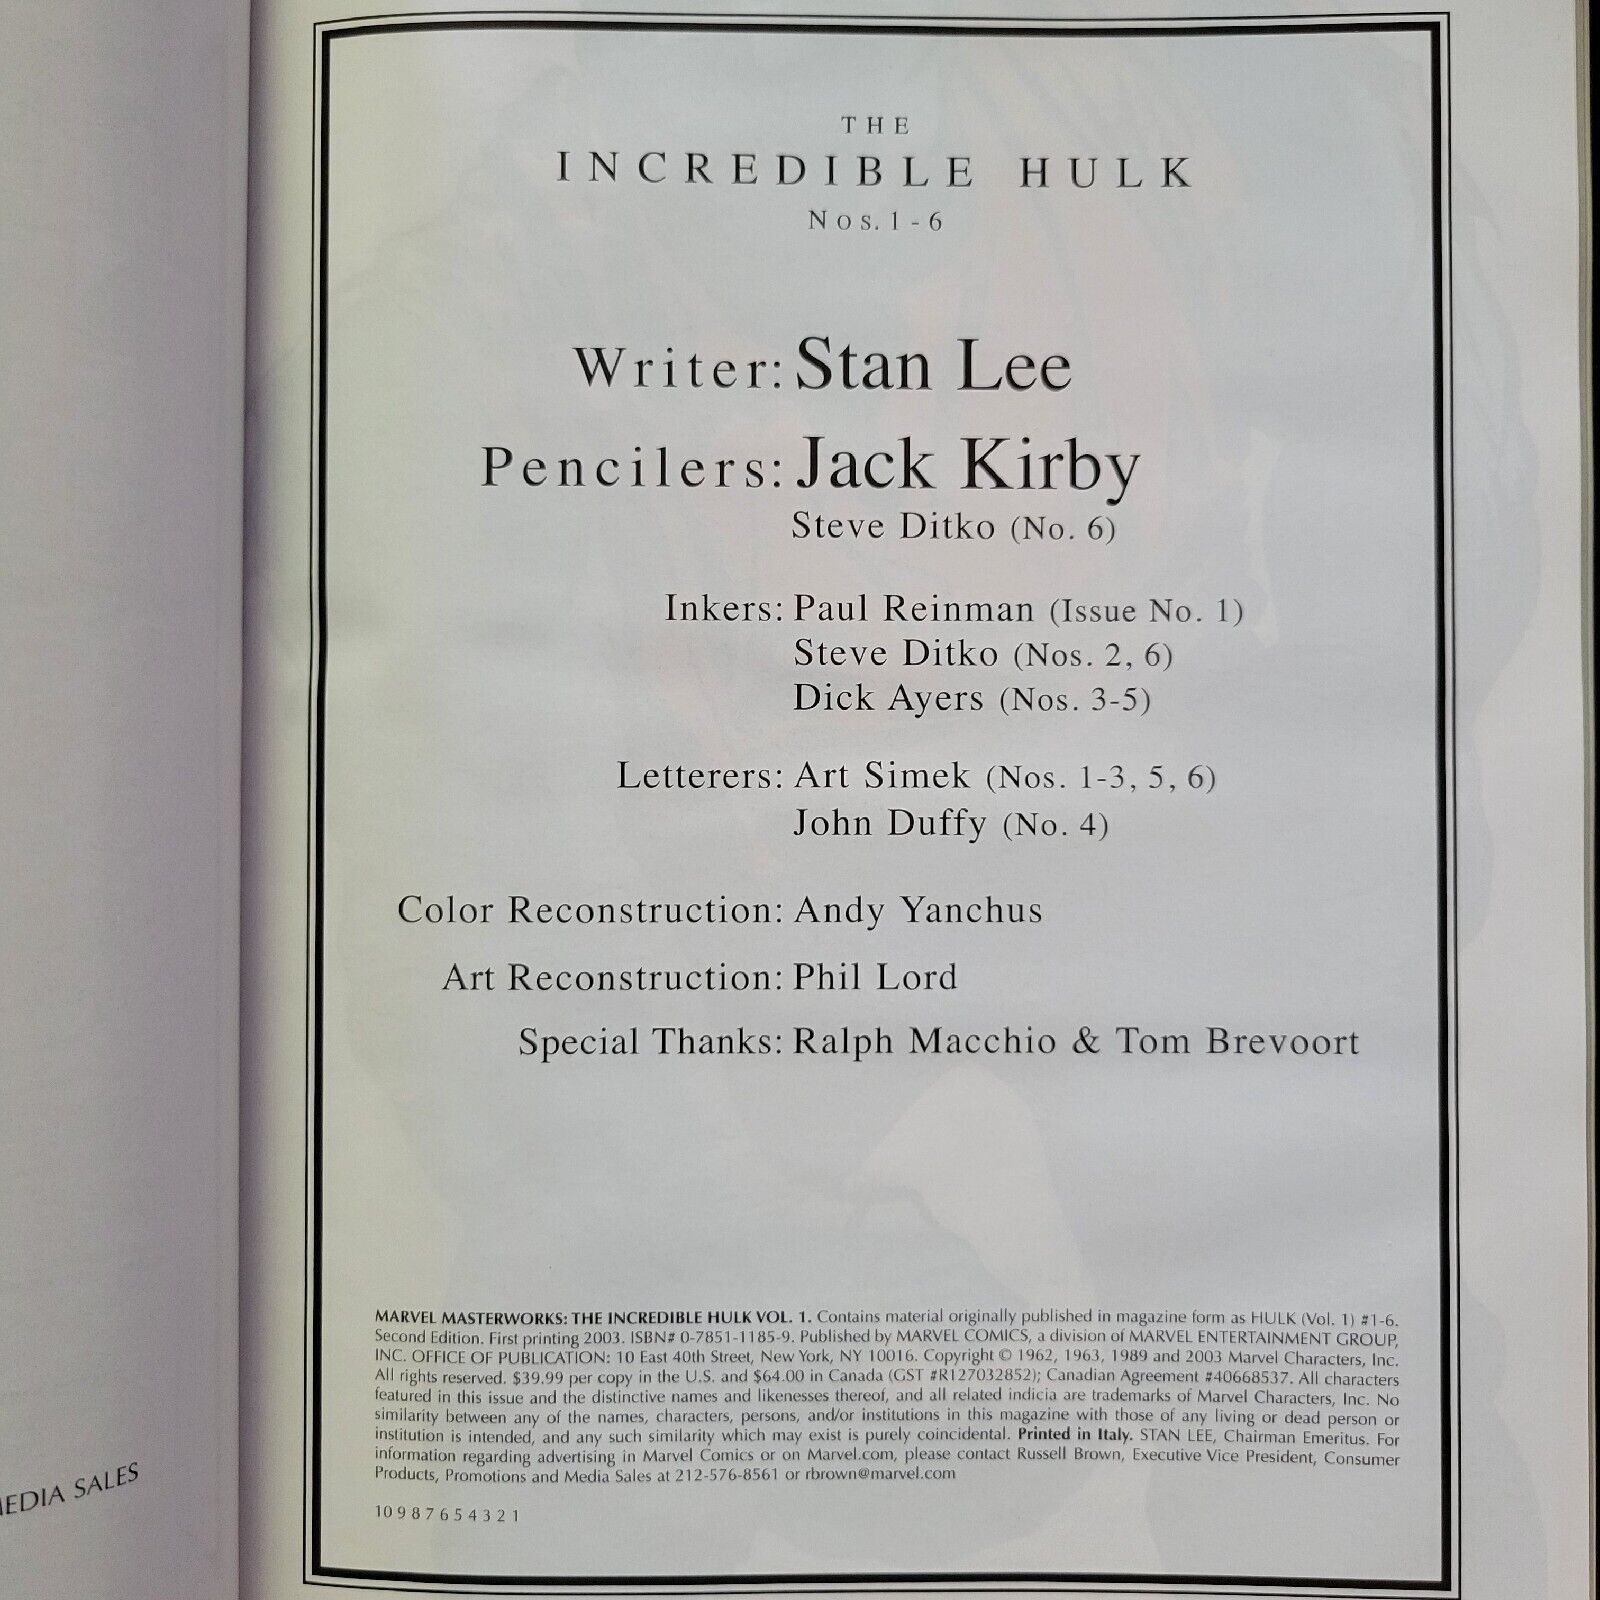 THE
INCREDIBLE HULK
Nos. 1 - 6
Writer: Stan Lee
Pencilers: Jack Kirby
Steve Ditko (No. 6)
Inkers: Paul Reinman (Issue No. 1)
Steve Ditko (Nos. 2, 6)
Dick Ayers (Nos. 3-5)
Letterers: Art Simek (Nos. 1-3, 5, 6)
John Duffy (No. 4)
Color Reconstruction: Andy Yanchus
Art Reconstruction: Phil Lord
Special Thanks: Ralph Macchio & Tom Brevoort
MARVEL MASTERWORKS: THE INCREDIBLE HULK VOL. 1. Contains material originally published in magazine form as HULK (Vol. 1) #1-6.
Second Edition. First printing 2003. ISBN# 0-7851-1185-9. Published by MARVEL COMICS, a division of MARVEL ENTERTAINMENT GROUP,
INC. OFFICE OF PUBLICATION: 10 East 40th Street, New York, NY 10016. Copyright © 1962, 1963, 1989 and 2003 Marvel Characters, Inc.
All rights reserved. $39.99 per copy in the U.S. and $64.00 in Canada (GST #R127032852); Canadian Agreement #40668537. All characters
featured in this issue and the distinctive names and likenesses thereof, and all related indicia are trademarks of Marvel Characters, Inc. No
similarity between any of the names, characters, persons, and/or institutions in this magazine with those of any living or dead person or
institution is intended, and any such similarity which may exist is purely coincidental. Printed in Italy. STAN LEE, Chairman Emeritus. For
information regarding advertising in Marvel Comics or on Marvel.com, please contact Russell Brown, Executive Vice President, Consumer
Products, Promotions and Media Sales at 212-576-8561 or rbrown@marvel.com
10 9 8 7 6 5 4 3 2 1
MEDIA SALES